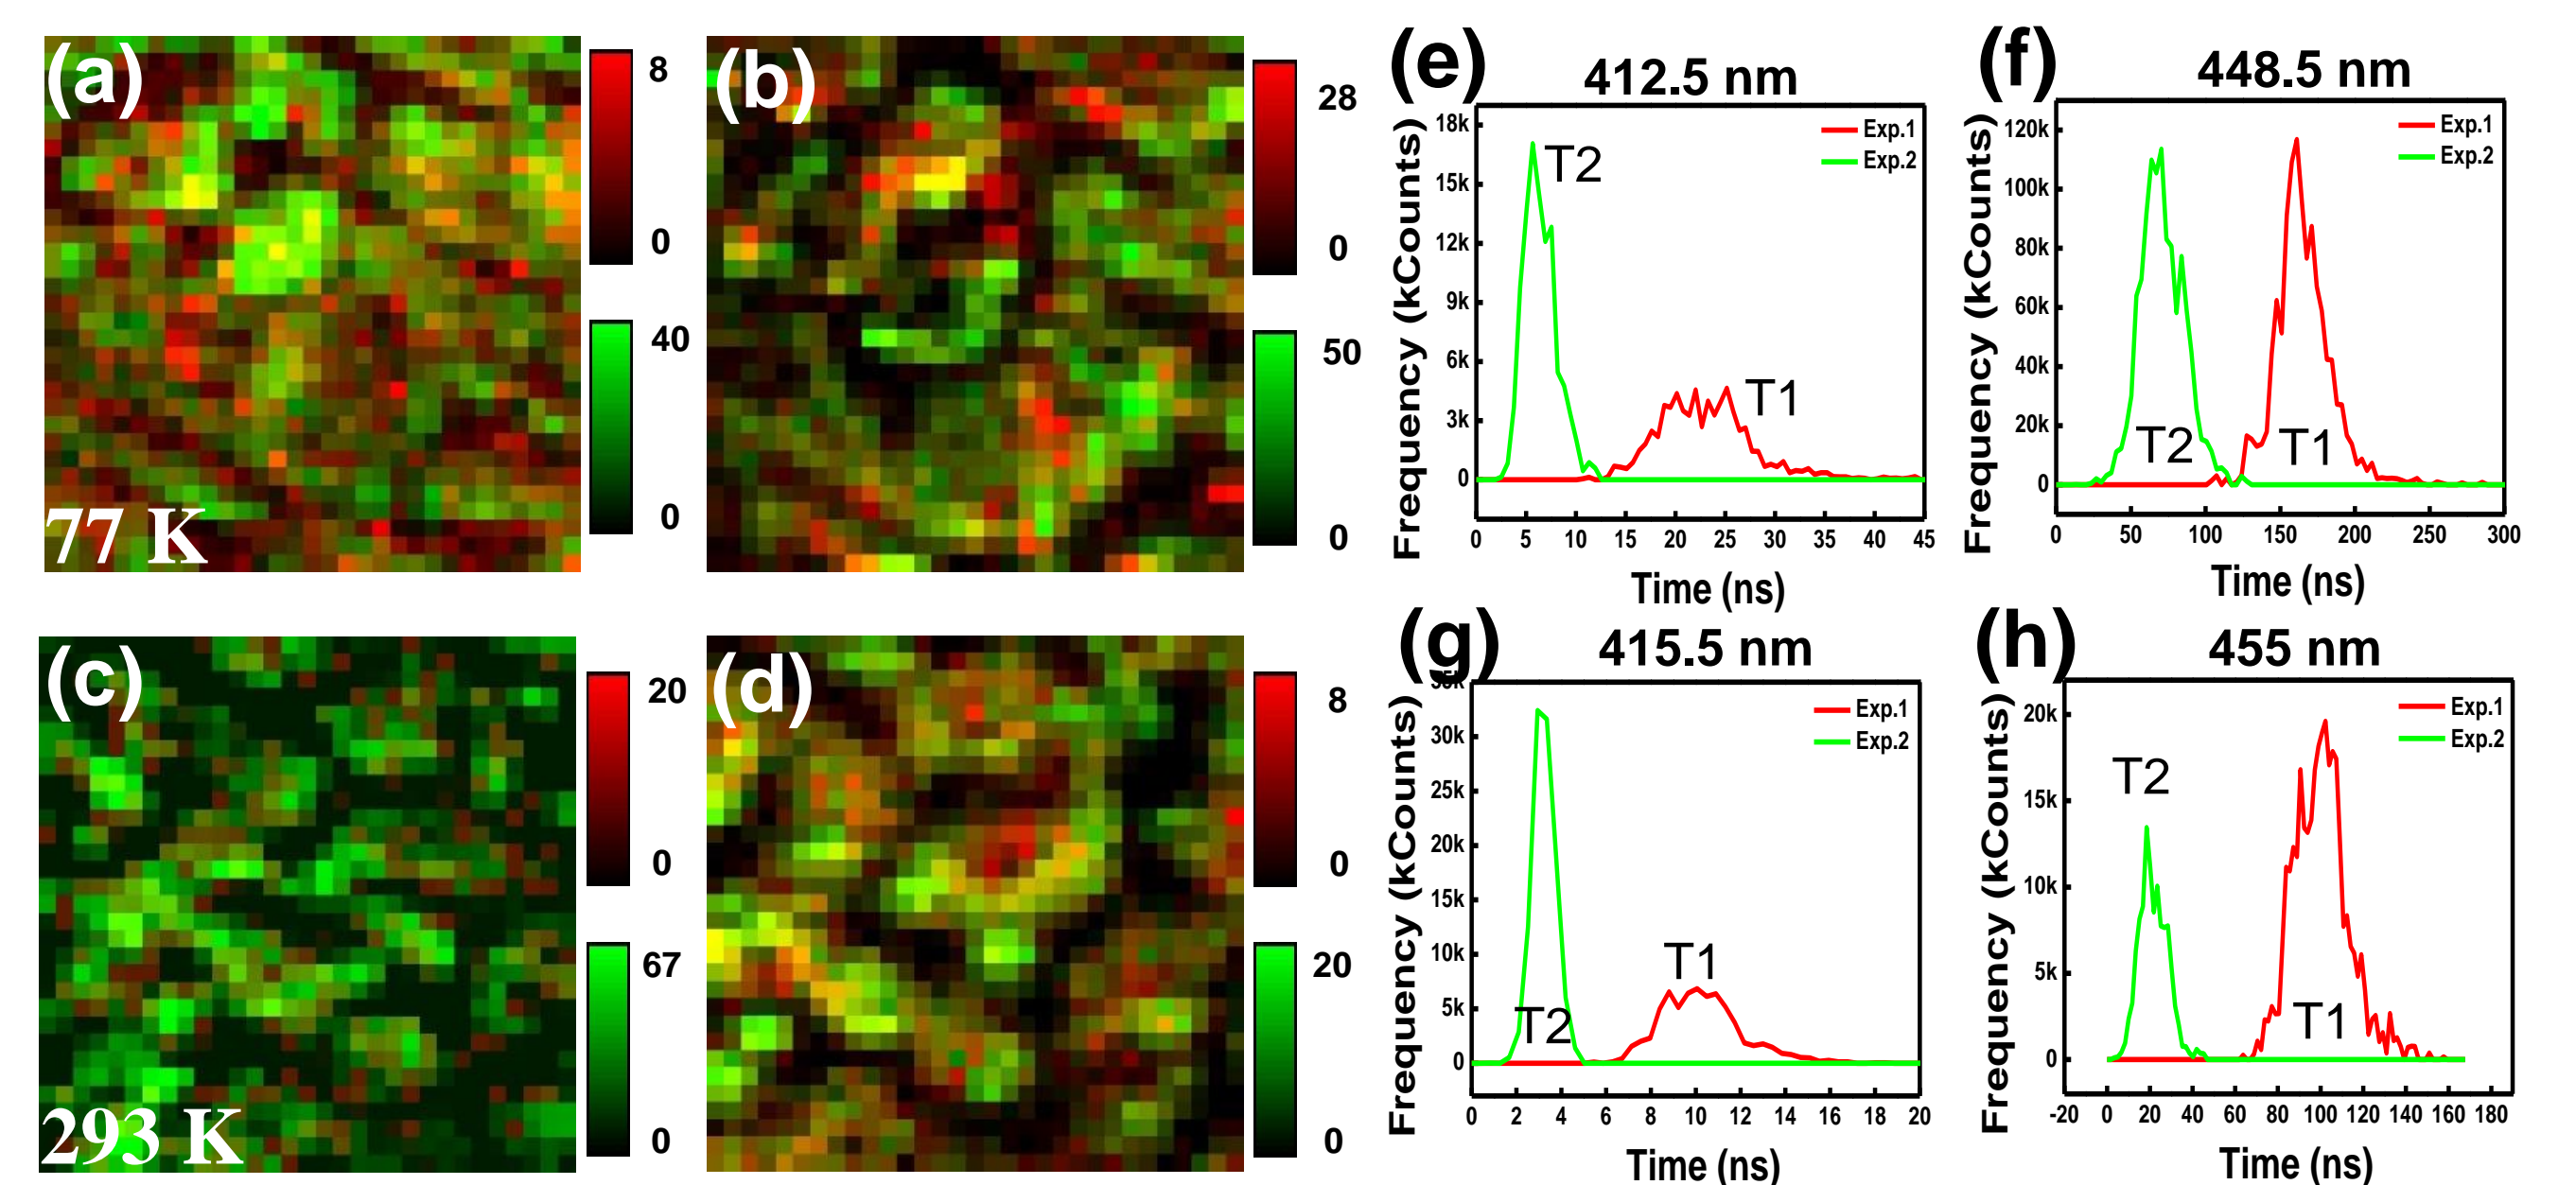 (a)
8
0
40
0
77 K
(b)
28
0
50
0
(e)
412.5 nm
Exp.1
Exp.2
T2
T1
Frequency (kCounts)
18k
15k
12k
9k
6k
3k
0
0 5 10 15 20 25 30 35 40 45
Time (ns)
(f)
448.5 nm
Exp.1
Exp.2
T2
T1
Frequency (kCounts)
120k
100k
80k
60k
40k
20k
0
0 50 100 150 200 250 300
Time (ns)
(c)
20
0
67
0
293 K
(d)
8
0
20
0
(g)
415.5 nm
Exp.1
Exp.2
T2
T1
Frequency (kCounts)
30k
25k
20k
15k
10k
5k
0
0 2 4 6 8 10 12 14 16 18 20
Time (ns)
(h)
455 nm
Exp.1
Exp.2
T2
T1
Frequency (kCounts)
20k
15k
10k
5k
0
-20 0 20 40 60 80 100 120 140 160 180
Time (ns)